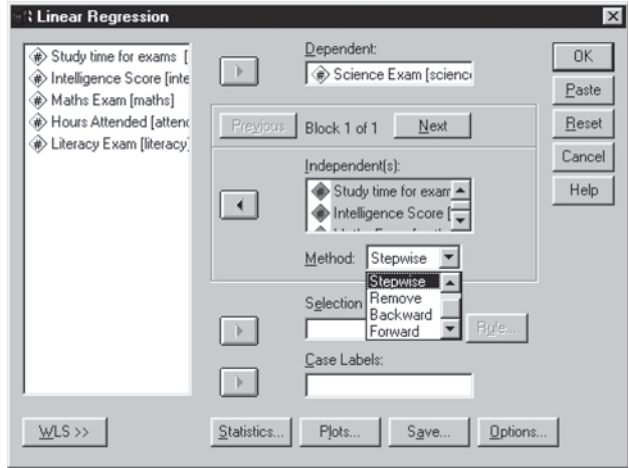 Linear Regression
Study time for exams [
Intelligence Score [inte
Maths Exam [maths]
Hours Attended [attend
Literacy Exam [literacy]
Dependent:
Science Exam [scienc
Previous Block 1 of 1 Next
Independent(s):
Study time for exam
Intelligence Score [
Method: Stepwise
Stepwise
Remove
Backward
Forward
Selection
Rule...
Case Labels:
OK
Paste
Reset
Cancel
Help
WLS >>
Statistics...
Plots...
Save...
Options...